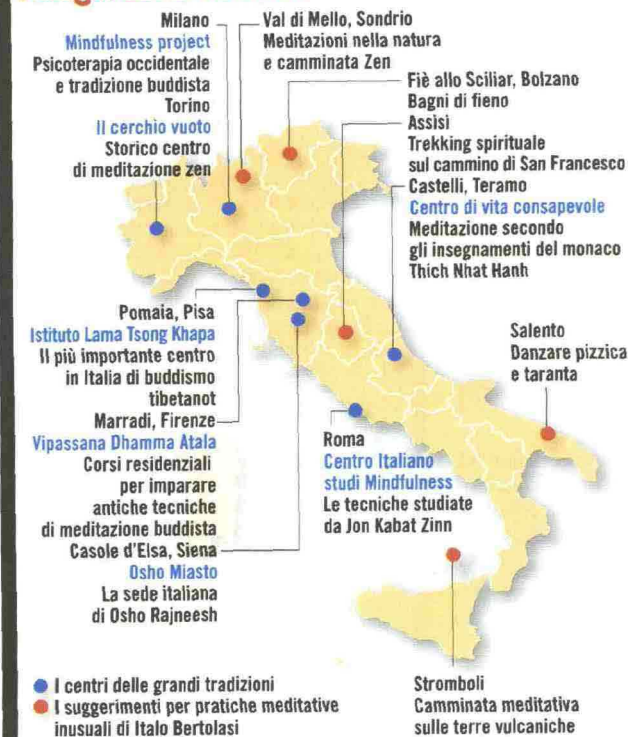 Milano
Mindfulness project
Psicoterapia occidentale
e tradizione buddista
Torino
Il cerchio vuoto
Storico centro
di meditazione zen
Val di Mello, Sondrio
Meditazioni nella natura
e camminata Zen
Fiè allo Sciliar, Bolzano
Bagni di fieno
Assisi
Trekking spirituale
sul cammino di San Francesco
Castelli, Teramo
Centro di vita consapevole
Meditazione secondo
gli insegnamenti del monaco
Thich Nhat Hanh
Pomaia, Pisa
Istituto Lama Tsong Khapa
Il più importante centro
in Italia di buddismo
tibetanot
Marradi, Firenze
Vipassana Dhamma Atala
Corsi residenziali
per imparare
antiche tecniche
di meditazione buddista
Casole d'Elsa, Siena
Osho Miasto
La sede italiana
di Osho Rajneesh
Roma
Centro Italiano
studi Mindfulness
Le tecniche studiate
da Jon Kabat Zinn
Salento
Danzare pizzica
e taranta
Stromboli
Camminata meditativa
sulle terre vulcaniche
I centri delle grandi tradizioni
I suggerimenti per pratiche meditative
inusuali di Italo Bertolasi